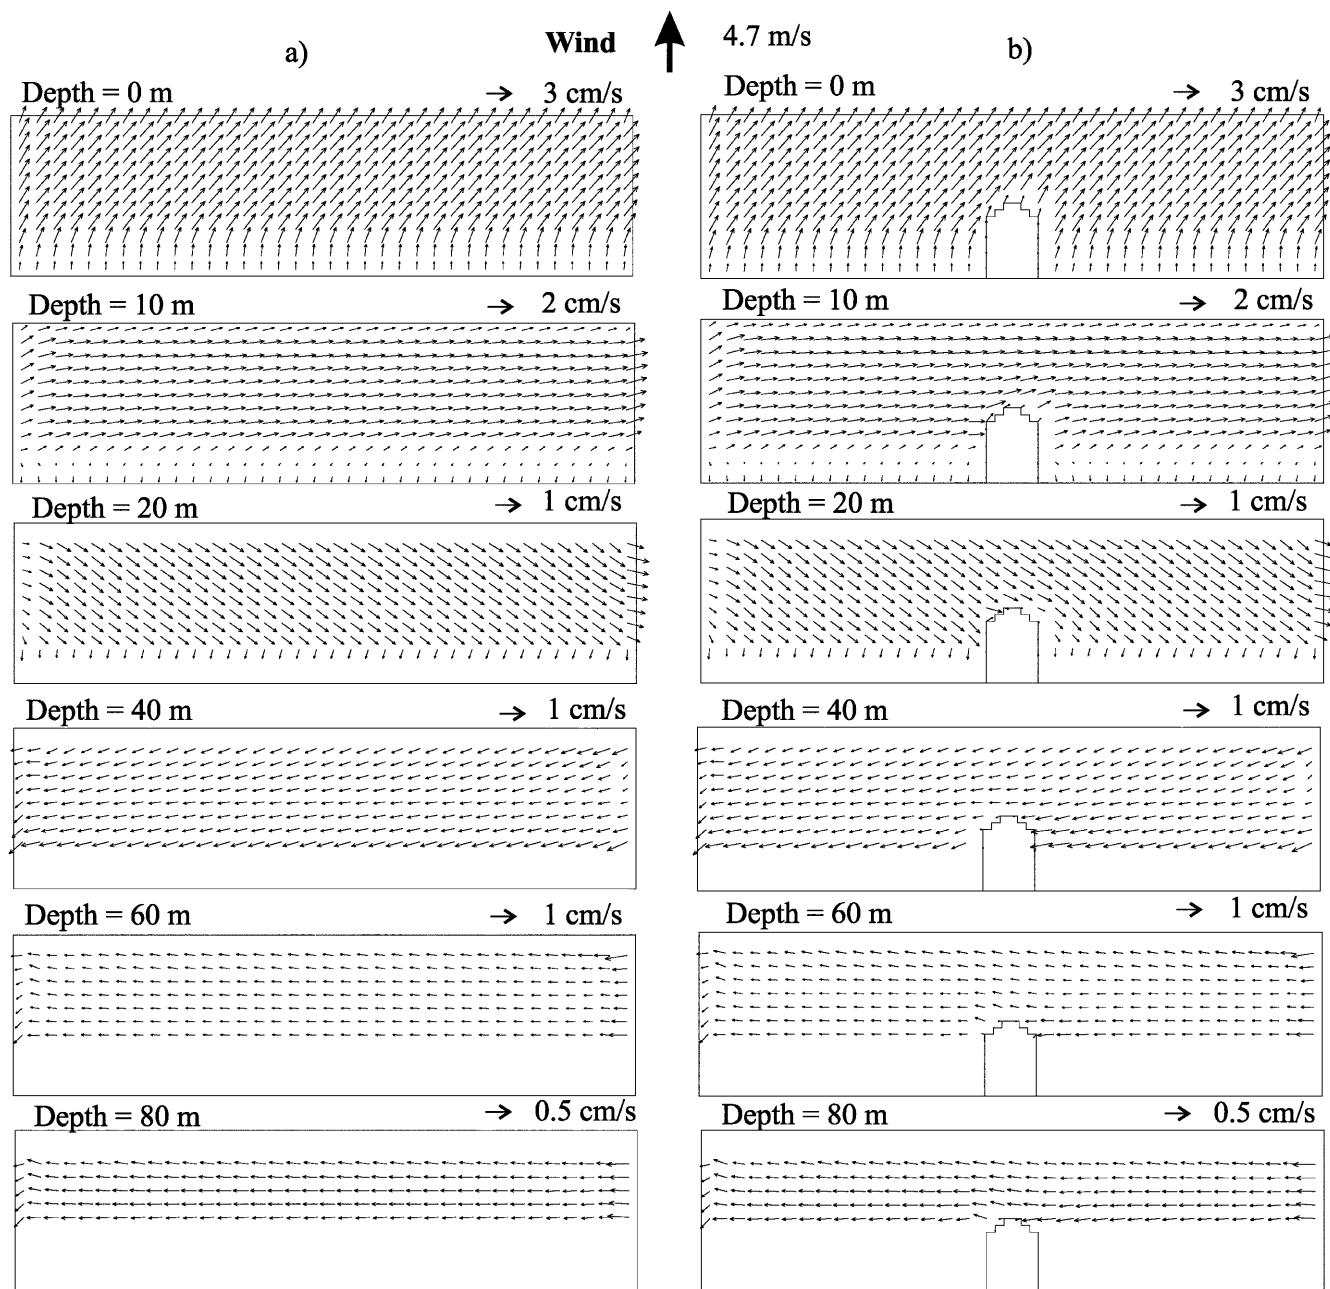 a)
Wind
4.7 m/s
b)
Depth = 0 m
3 cm/s
Depth = 0 m
3 cm/s
Depth = 10 m
2 cm/s
Depth = 10 m
2 cm/s
Depth = 20 m
1 cm/s
Depth = 20 m
1 cm/s
Depth = 40 m
1 cm/s
Depth = 40 m
1 cm/s
Depth = 60 m
1 cm/s
Depth = 60 m
1 cm/s
Depth = 80 m
0.5 cm/s
Depth = 80 m
0.5 cm/s